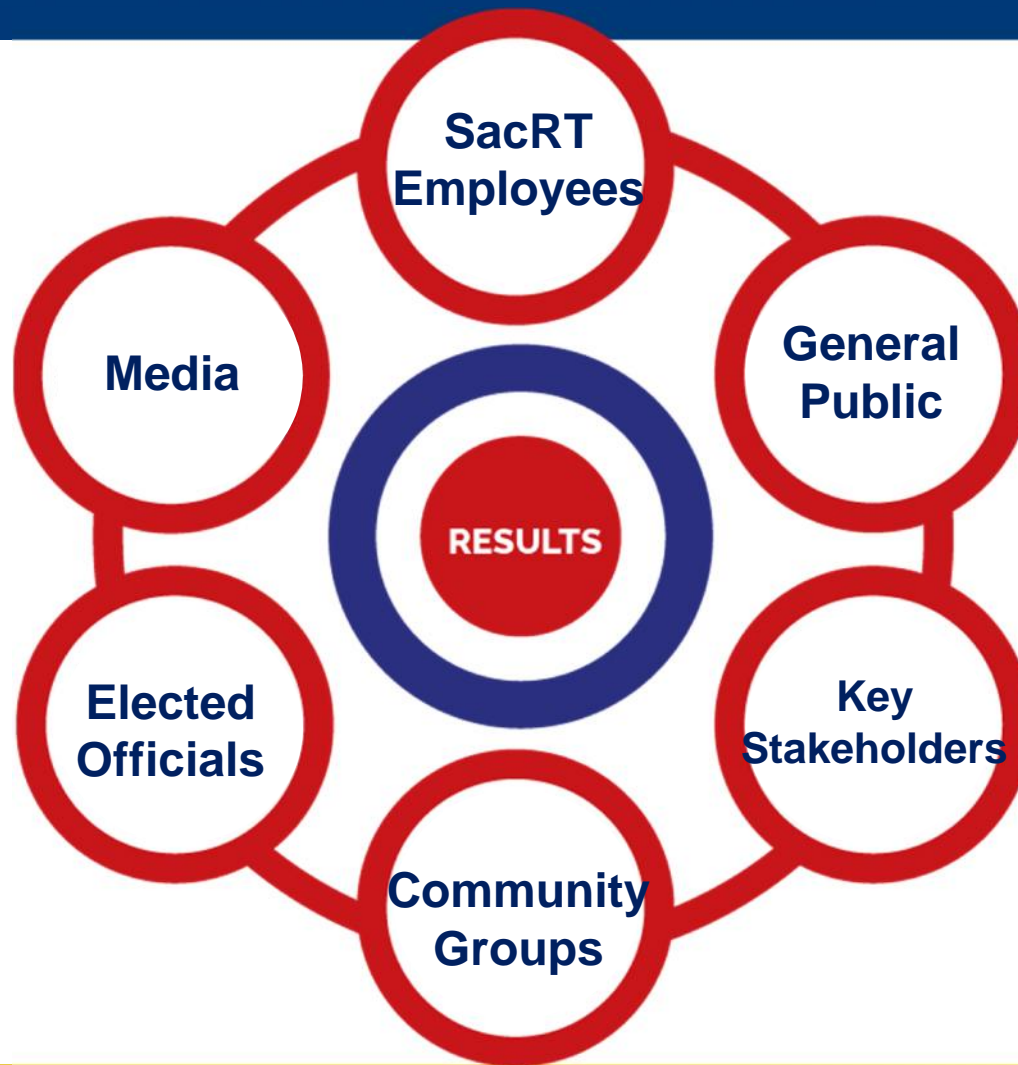 SacRT
Employees
General
Public
Media
RESULTS
Key
Stakeholders
Elected
Officials
Community
Groups